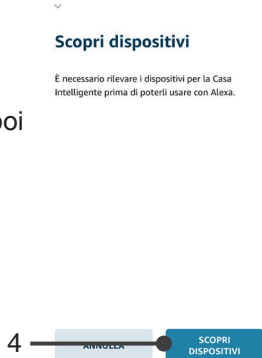 Scopri dispositivi
È necessario rilevare i dispositivi per la Casa
Intelligente prima di poterli usare con Alexa.
poi
4
ANNULLA
SCOPRI
DISPOSITIVI